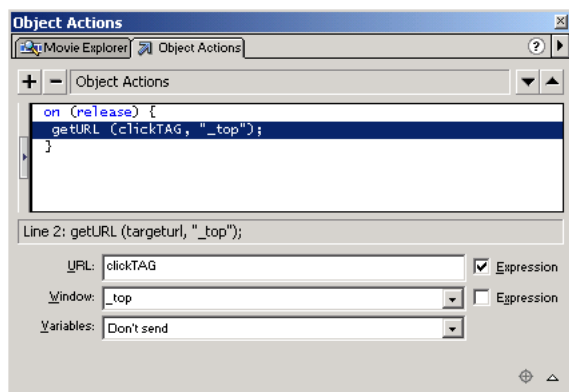 Object Actions
Movie Explorer Object Actions ?
+ - Object Actions
on (release) {
getURL (clickTAG, "_top");
}
Line 2: getURL (targeturl, "_top");
URL: clickTAG Expression
Window: _top Expression
Variables: Don't send